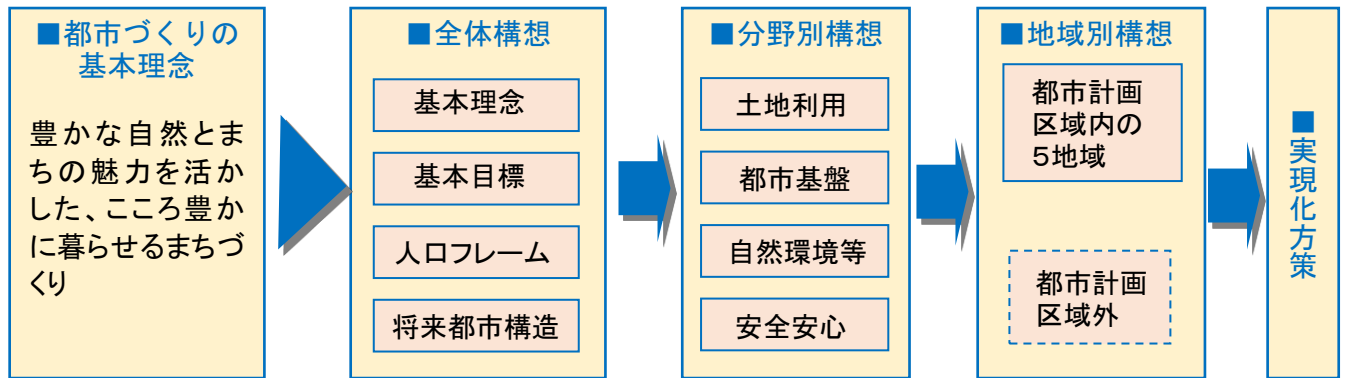 ■都市づくりの
基本理念
豊かな自然とま
ちの魅力を活か
した、こころ豊か
に暮らせるまちづ
くり
■全体構想
基本理念
基本目標
人口フレーム
将来都市構造
■分野別構想
土地利用
都市基盤
自然環境等
安全安心
■地域別構想
都市計画
区域内の
5地域
都市計画
区域外
■実現化方策